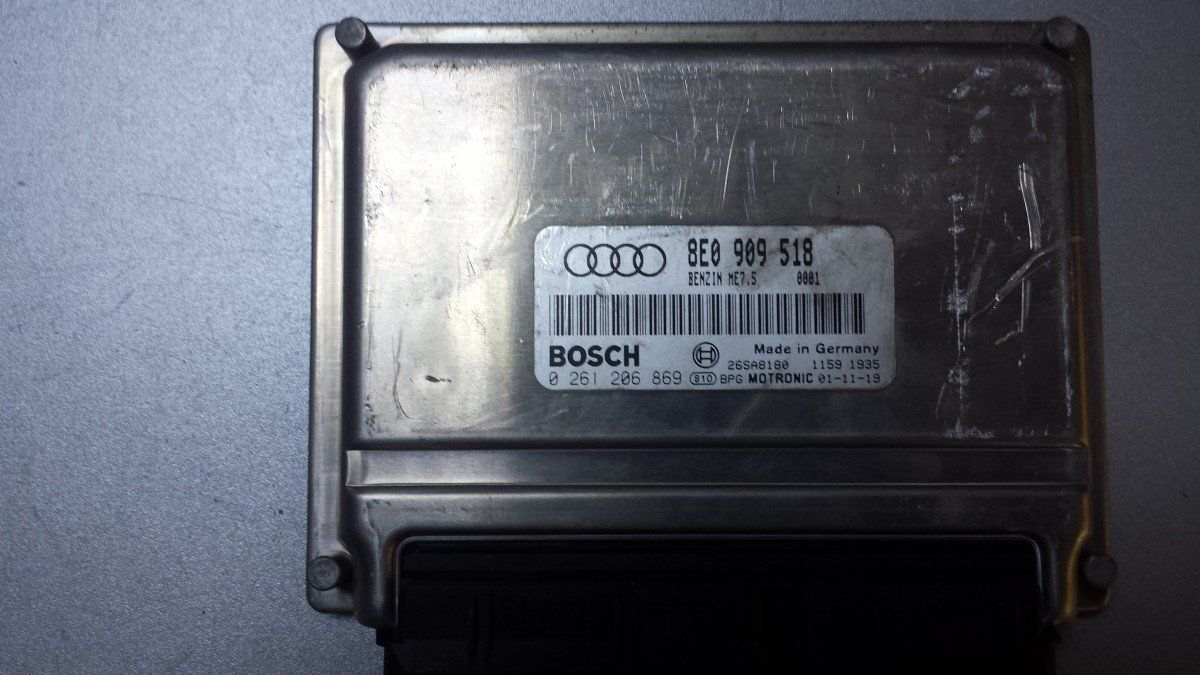 8E0 909 518
BENZIN ME7.5 0001
BOSCH Made in Germany
26SA8180 1159 1935
0 261 206 869 810 BPG MOTRONIC 01-11-19